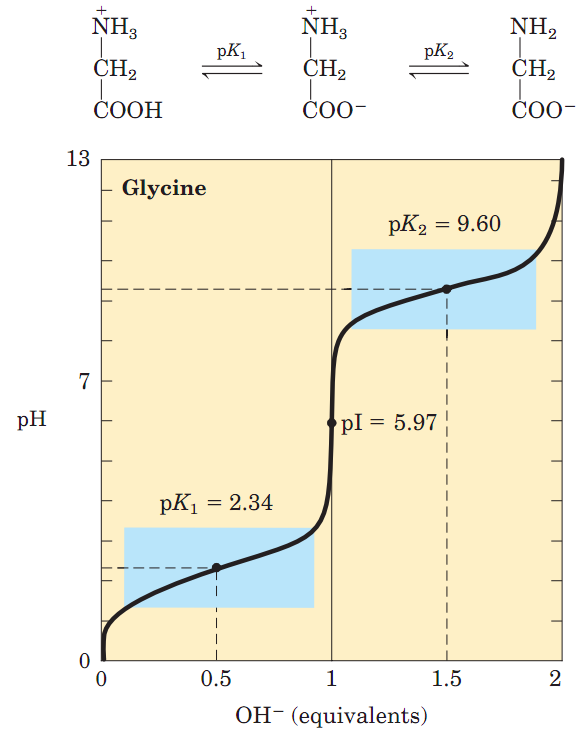 + +
NH3 NH3 NH2
pK1 pK2
CH2 CH2 CH2
COOH COO− COO−
13
Glycine
pK2 = 9.60
7
pH
pI = 5.97
pK1 = 2.34
0
0 0.5 1 1.5 2
OH− (equivalents)